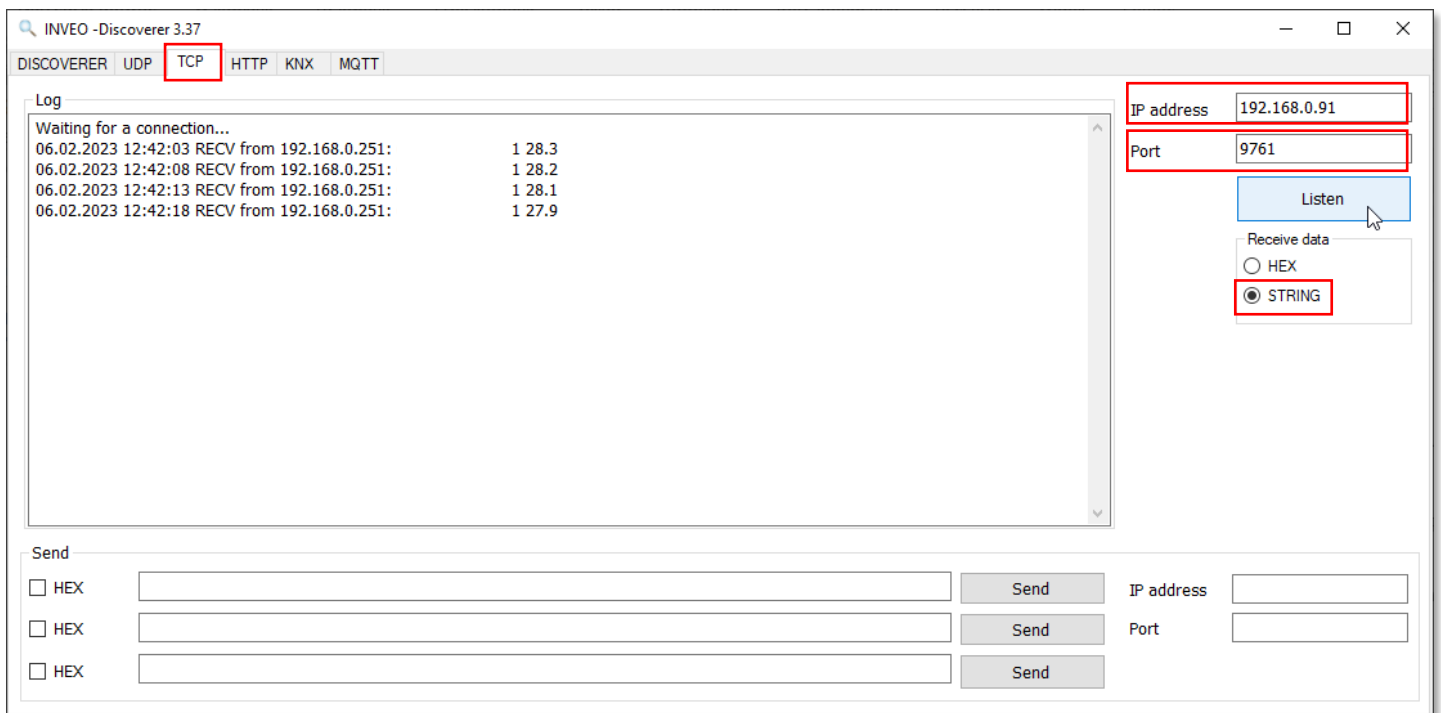 INVEO -Discoverer 3.37
DISCOVERER UDP TCP HTTP KNX MQTT
Log
Waiting for a connection...
06.02.2023 12:42:03 RECV from 192.168.0.251: 1 28.3
06.02.2023 12:42:08 RECV from 192.168.0.251: 1 28.2
06.02.2023 12:42:13 RECV from 192.168.0.251: 1 28.1
06.02.2023 12:42:18 RECV from 192.168.0.251: 1 27.9
IP address 192.168.0.91
Port 9761
Listen
Receive data
HEX
STRING
Send
HEX Send IP address
HEX Send Port
HEX Send